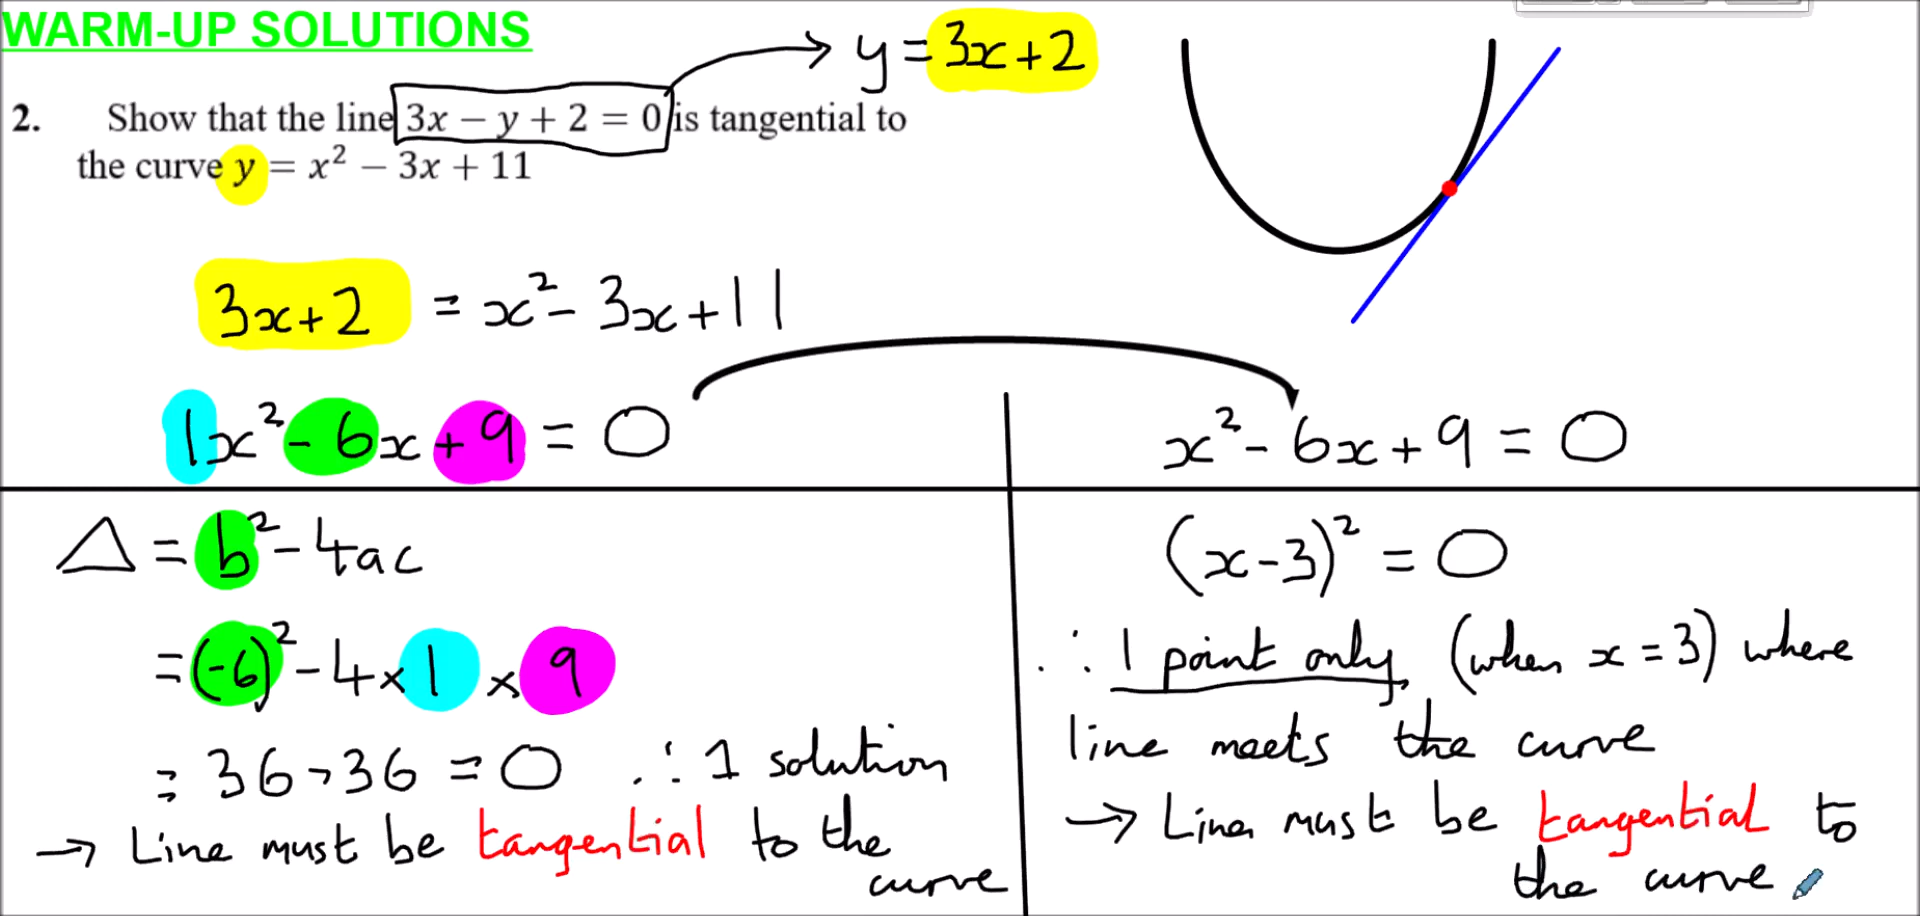 WARM-UP SOLUTIONS
y = 3x+2
2. Show that the line 3x − y + 2 = 0 is tangential to
the curve y = x² − 3x + 11
3x+2 = x² - 3x + 11
1x² - 6x + 9 = 0
△ = b² - 4ac
= (-6)² - 4 × 1 × 9
= 36 - 36 = 0 ∴ 1 solution
→ Line must be tangential to the
curve
x² - 6x + 9 = 0
(x-3)² = 0
∴ 1 point only (when x = 3) where
line meets the curve
→ Line must be tangential to
the curve